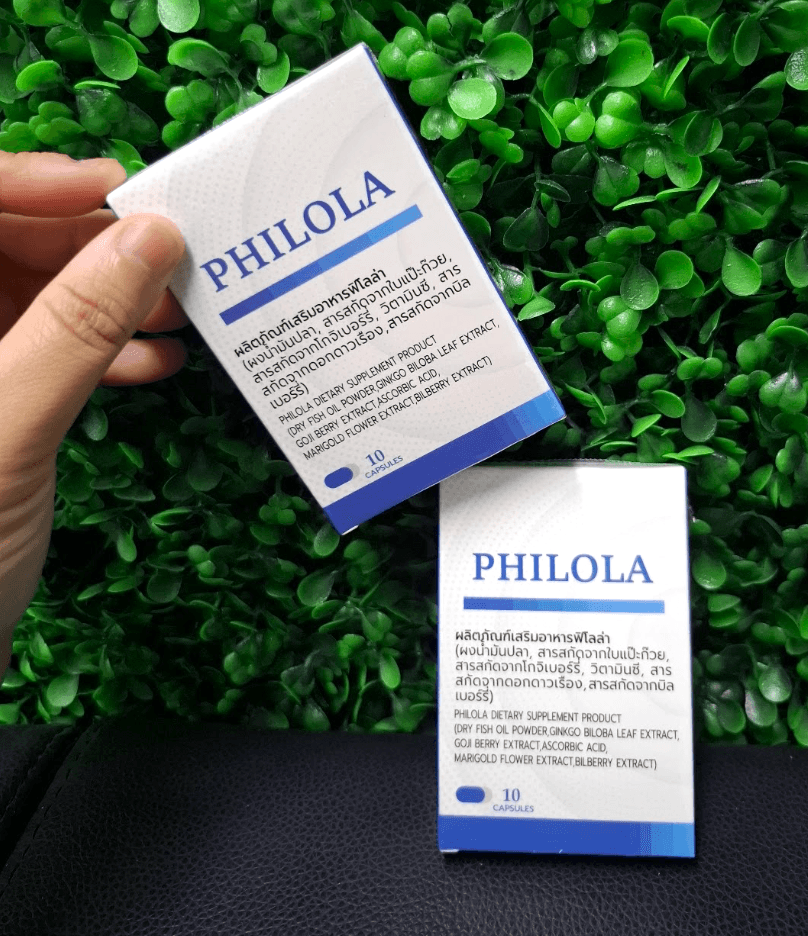 PHILOLA
ผลิตภัณฑ์เสริมอาหารฟิโลล่า
(ผงน้ำมันปลา, สารสกัดจากใบแป๊ะก๊วย,
สารสกัดจากโกจิเบอร์รี่, วิตามินซี, สาร
สกัดจากดอกดาวเรือง,สารสกัดจากบิล
เบอร์รี่)
PHILOLA DIETARY SUPPLEMENT PRODUCT
(DRY FISH OIL POWDER,GINKGO BILOBA LEAF EXTRACT,
GOJI BERRY EXTRACT,ASCORBIC ACID,
MARIGOLD FLOWER EXTRACT,BILBERRY EXTRACT)
10
CAPSULES
PHILOLA
ผลิตภัณฑ์เสริมอาหารฟิโลล่า
(ผงน้ำมันปลา, สารสกัดจากใบแป๊ะก๊วย,
สารสกัดจากโกจิเบอร์รี่, วิตามินซี, สาร
สกัดจากดอกดาวเรือง,สารสกัดจากบิล
เบอร์รี่)
PHILOLA DIETARY SUPPLEMENT PRODUCT
(DRY FISH OIL POWDER,GINKGO BILOBA LEAF EXTRACT,
GOJI BERRY EXTRACT,ASCORBIC ACID,
MARIGOLD FLOWER EXTRACT,BILBERRY EXTRACT)
10
CAPSULES